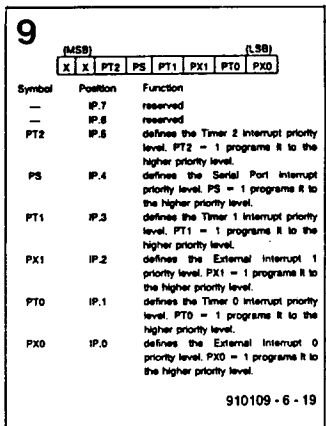 9
(MSB) (LSB)
X X PT2 PS PT1 PX1 PT0 PX0
Symbol Position Function
— IP.7 reserved
— IP.6 reserved
PT2 IP.5 defines the Timer 2 Interrupt priority
level. PT2 = 1 programs it to the
higher priority level.
PS IP.4 defines the Serial Port interrupt
priority level. PS = 1 programs it to
the higher priority level.
PT1 IP.3 defines the Timer 1 Interrupt priority
level. PT1 = 1 programs it to the
higher priority level.
PX1 IP.2 defines the External Interrupt 1
priority level. PX1 = 1 programs it to
the higher priority level.
PT0 IP.1 defines the Timer 0 Interrupt priority
level. PT0 = 1 programs it to the
higher priority level.
PX0 IP.0 defines the External Interrupt 0
priority level. PX0 = 1 programs it to
the higher priority level.
910109 - 6 - 19